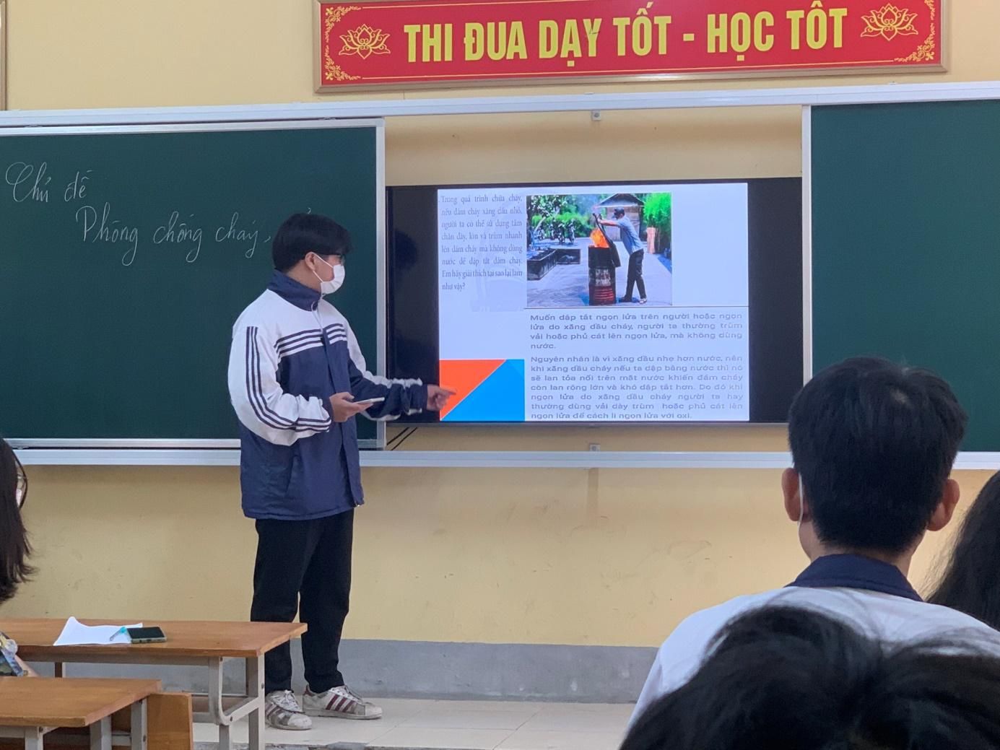 THI ĐUA DẠY TỐT - HỌC TỐT
Chủ đề
Phòng chống cháy,
Trong quá trình chữa cháy,
nếu đám cháy xăng dầu nhỏ,
người ta có thể sử dụng tấm
chăn dày, lớn và trùm nhanh
lên đám cháy mà không dùng
nước để dập tắt đám cháy.
Em hãy giải thích tại sao lại làm
như vậy?
Muốn dập tắt ngọn lửa trên người hoặc ngọn
lửa do xăng dầu cháy, người ta thường trùm
vải hoặc phủ cát lên ngọn lửa, mà không dùng
nước.
Nguyên nhân là vì xăng dầu nhẹ hơn nước, nên
khi xăng dầu cháy nếu ta dập bằng nước thì nó
sẽ lan tỏa nổi trên mặt nước khiến đám cháy
còn lan rộng lớn và khó dập tắt hơn. Do đó khi
ngọn lửa do xăng dầu cháy người ta hay
thường dùng vải dày trùm hoặc phủ cát lên
ngọn lửa để cách li ngọn lửa với oxi.